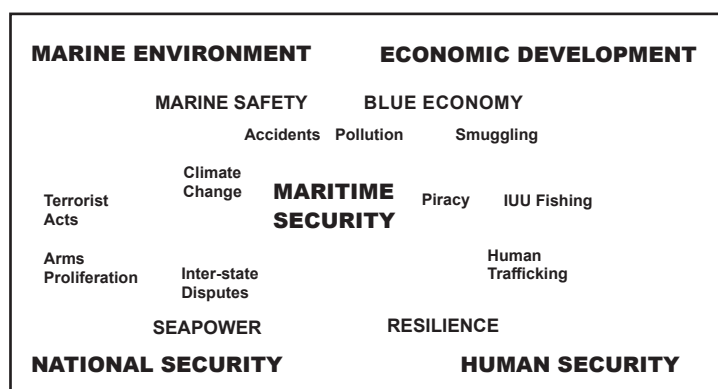 MARINE ENVIRONMENT
ECONOMIC DEVELOPMENT
MARINE SAFETY
BLUE ECONOMY
Accidents
Pollution
Smuggling
Climate
Change
MARITIME
SECURITY
Terrorist
Acts
Piracy
IUU Fishing
Arms
Proliferation
Inter-state
Disputes
Human
Trafficking
SEAPOWER
RESILIENCE
NATIONAL SECURITY
HUMAN SECURITY